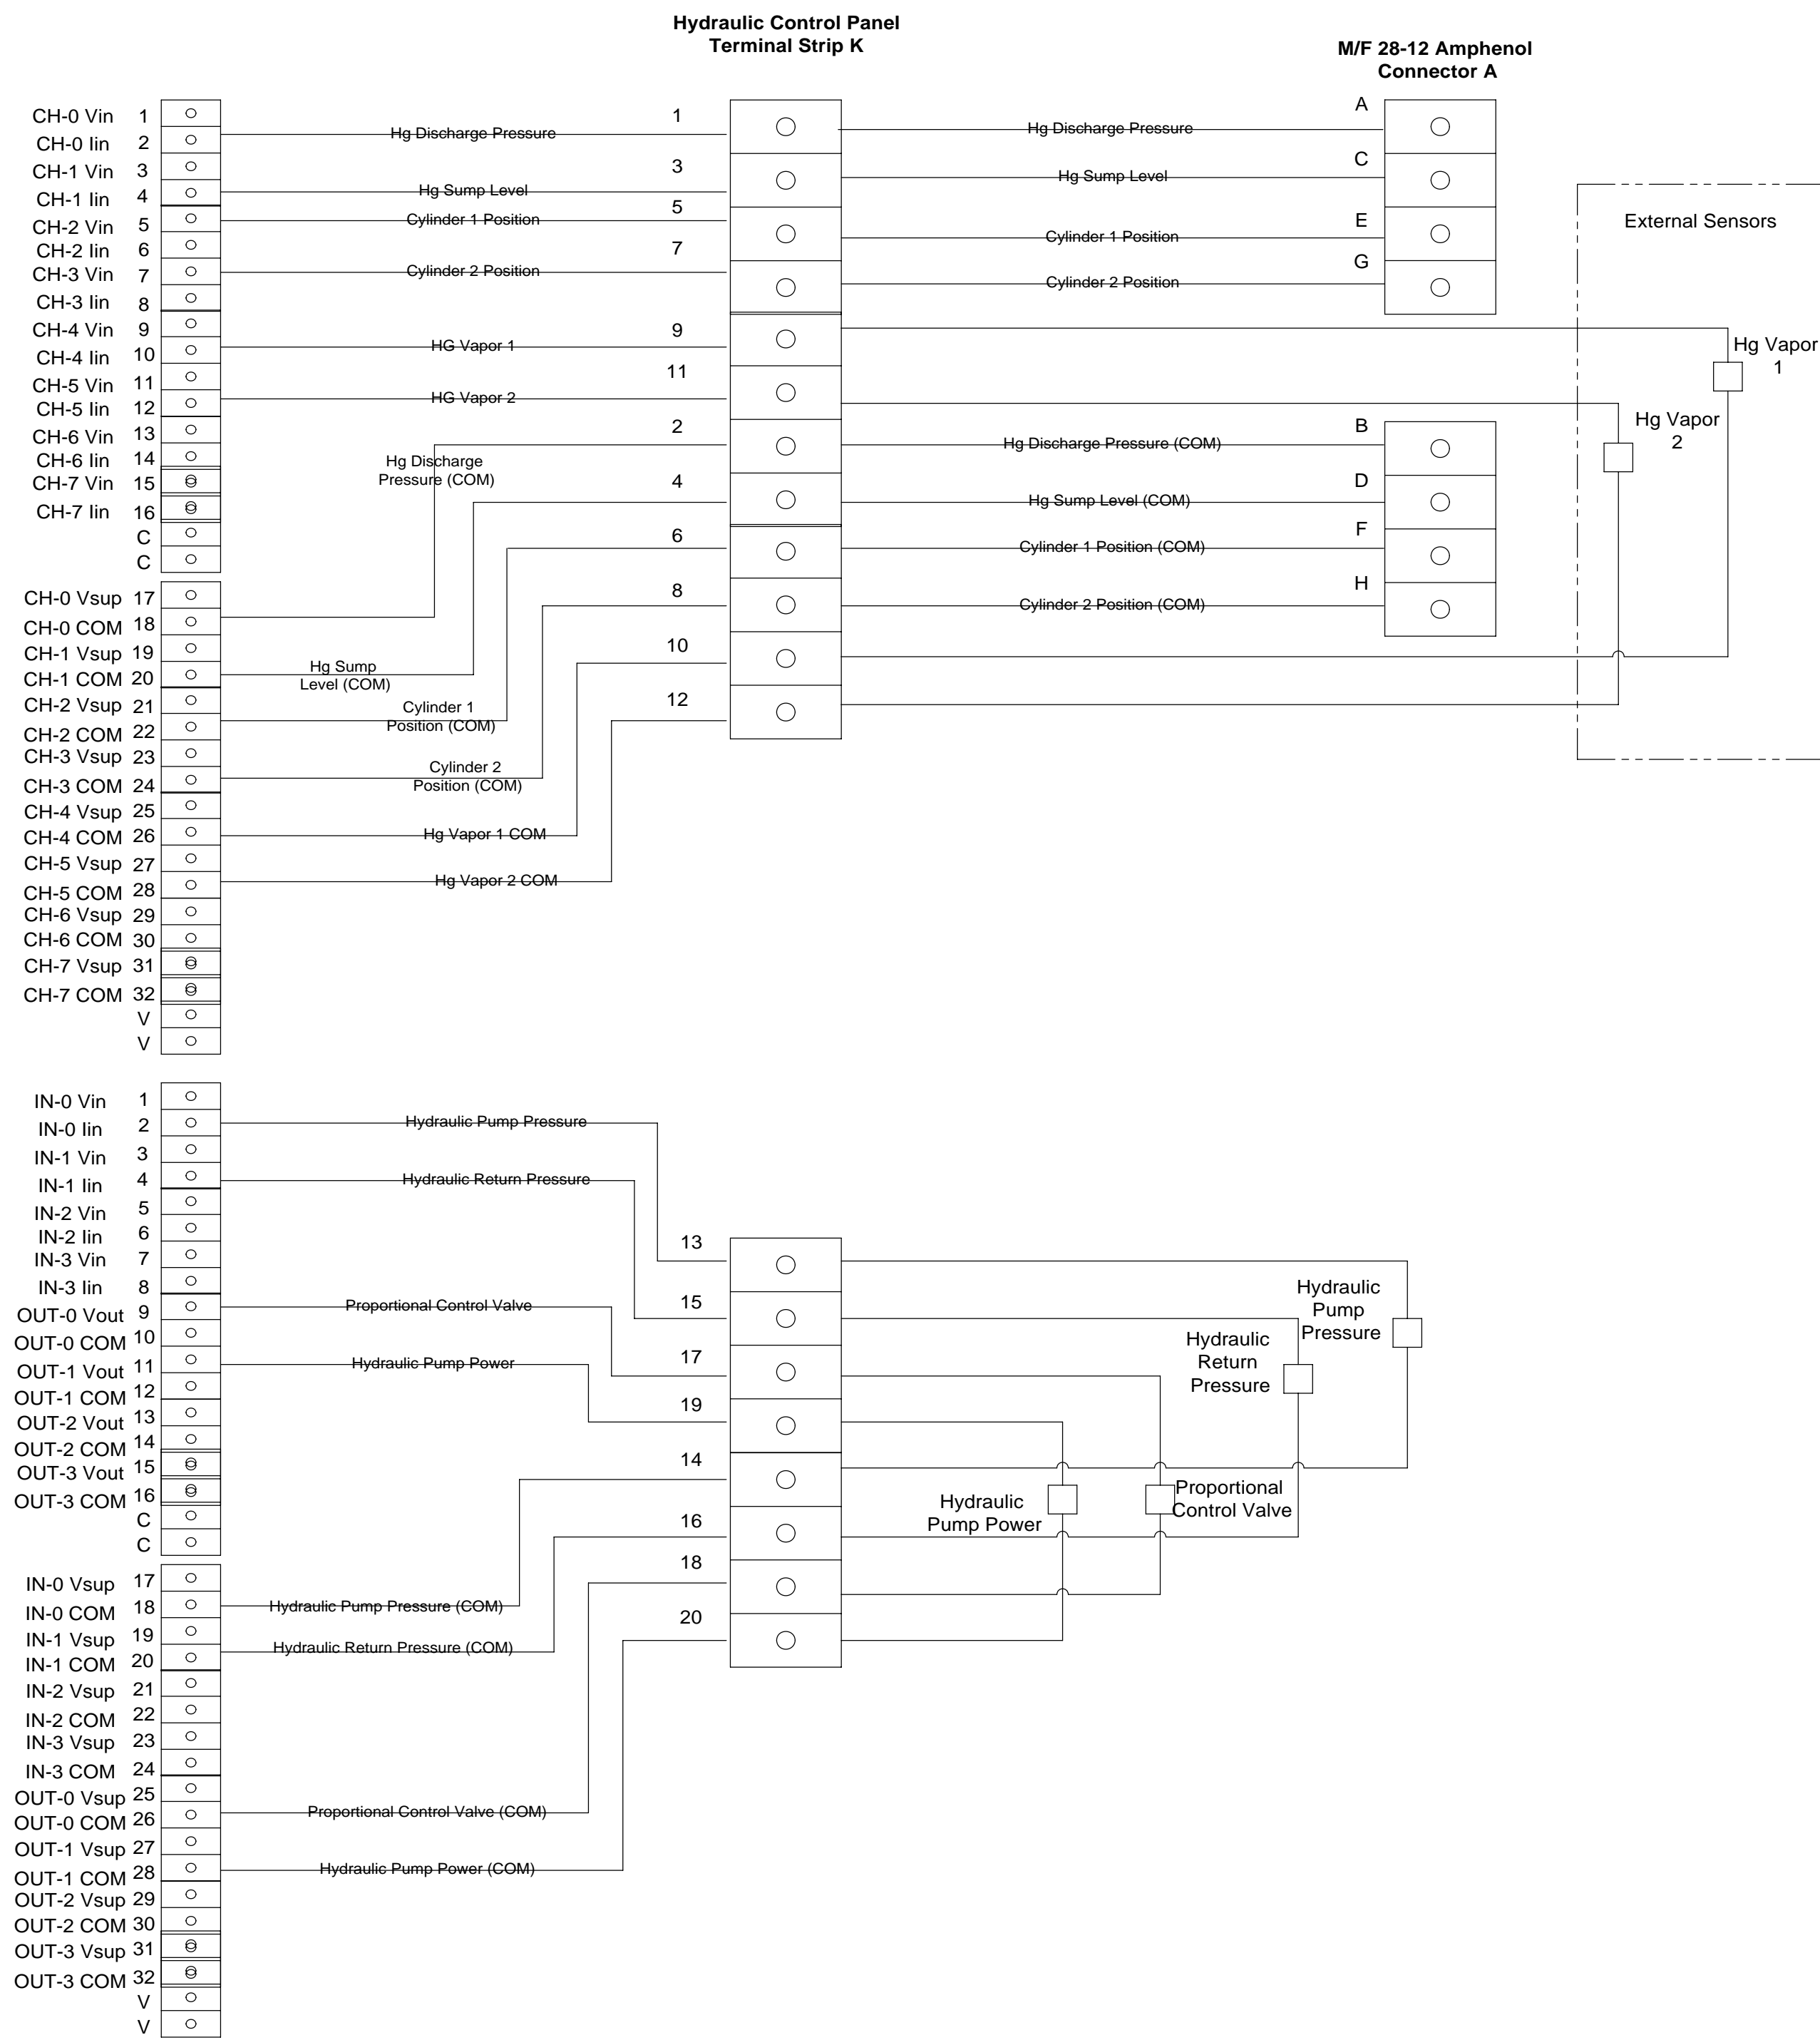 Hydraulic Control Panel
Terminal Strip K
M/F 28-12 Amphenol
Connector A
CH-0 Vin 1
CH-0 Iin 2
CH-1 Vin 3
CH-1 Iin 4
CH-2 Vin 5
CH-2 Iin 6
CH-3 Vin 7
CH-3 Iin 8
CH-4 Vin 9
CH-4 Iin 10
CH-5 Vin 11
CH-5 Iin 12
CH-6 Vin 13
CH-6 Iin 14
CH-7 Vin 15
CH-7 Iin 16
C
C
CH-0 Vsup 17
CH-0 COM 18
CH-1 Vsup 19
CH-1 COM 20
CH-2 Vsup 21
CH-2 COM 22
CH-3 Vsup 23
CH-3 COM 24
CH-4 Vsup 25
CH-4 COM 26
CH-5 Vsup 27
CH-5 COM 28
CH-6 Vsup 29
CH-6 COM 30
CH-7 Vsup 31
CH-7 COM 32
V
V
Hg Discharge Pressure
Hg Sump Level
Cylinder 1 Position
Cylinder 2 Position
HG Vapor 1
HG Vapor 2
Hg Discharge
Pressure (COM)
Hg Sump
Level (COM)
Cylinder 1
Position (COM)
Cylinder 2
Position (COM)
Hg Vapor 1 COM
Hg Vapor 2 COM
1
3
5
7
9
11
2
4
6
8
10
12
Hg Discharge Pressure
Hg Sump Level
Cylinder 1 Position
Cylinder 2 Position
Hg Discharge Pressure (COM)
Hg Sump Level (COM)
Cylinder 1 Position (COM)
Cylinder 2 Position (COM)
A
C
E
G
B
D
F
H
External Sensors
Hg Vapor
1
Hg Vapor
2
IN-0 Vin 1
IN-0 Iin 2
IN-1 Vin 3
IN-1 Iin 4
IN-2 Vin 5
IN-2 Iin 6
IN-3 Vin 7
IN-3 Iin 8
OUT-0 Vout 9
OUT-0 COM 10
OUT-1 Vout 11
OUT-1 COM 12
OUT-2 Vout 13
OUT-2 COM 14
OUT-3 Vout 15
OUT-3 COM 16
C
C
IN-0 Vsup 17
IN-0 COM 18
IN-1 Vsup 19
IN-1 COM 20
IN-2 Vsup 21
IN-2 COM 22
IN-3 Vsup 23
IN-3 COM 24
OUT-0 Vsup 25
OUT-0 COM 26
OUT-1 Vsup 27
OUT-1 COM 28
OUT-2 Vsup 29
OUT-2 COM 30
OUT-3 Vsup 31
OUT-3 COM 32
V
V
Hydraulic Pump Pressure
Hydraulic Return Pressure
Proportional Control Valve
Hydraulic Pump Power
Hydraulic Pump Pressure (COM)
Hydraulic Return Pressure (COM)
Proportional Control Valve (COM)
Hydraulic Pump Power (COM)
13
15
17
19
14
16
18
20
Hydraulic
Pump
Pressure
Hydraulic
Return
Pressure
Proportional
Control Valve
Hydraulic
Pump Power